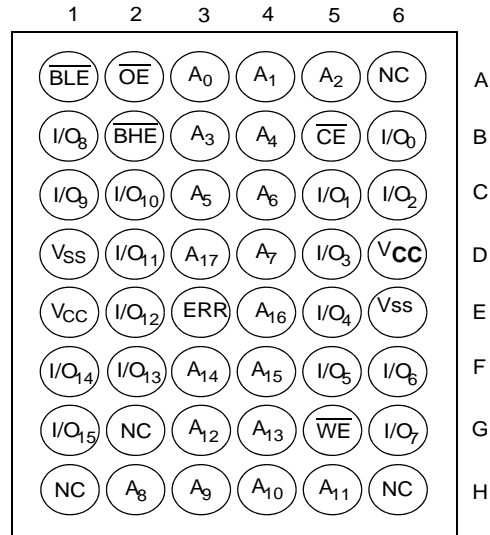 1 2 3 4 5 6
BLE OE A0 A1 A2 NC A
I/O8 BHE A3 A4 CE I/O0 B
I/O9 I/O10 A5 A6 I/O1 I/O2 C
VSS I/O11 A17 A7 I/O3 VCC D
VCC I/O12 ERR A16 I/O4 Vss E
I/O14 I/O13 A14 A15 I/O5 I/O6 F
I/O15 NC A12 A13 WE I/O7 G
NC A8 A9 A10 A11 NC H